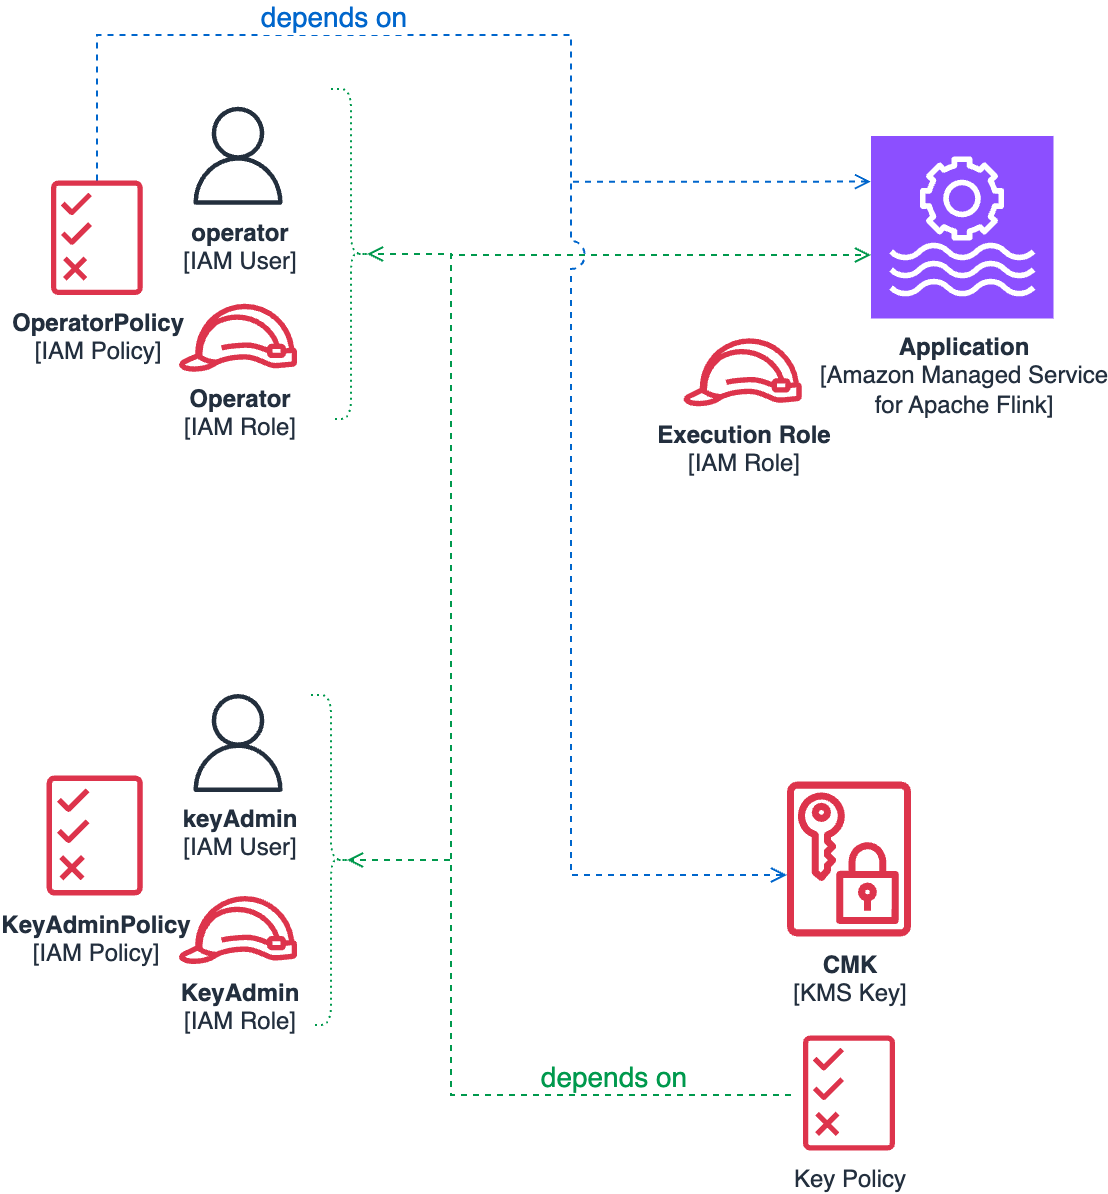 depends on
operator
[IAM User]
OperatorPolicy
[IAM Policy]
Operator
[IAM Role]
Application
[Amazon Managed Service
for Apache Flink]
Execution Role
[IAM Role]
keyAdmin
[IAM User]
KeyAdminPolicy
[IAM Policy]
KeyAdmin
[IAM Role]
CMK
[KMS Key]
depends on
Key Policy